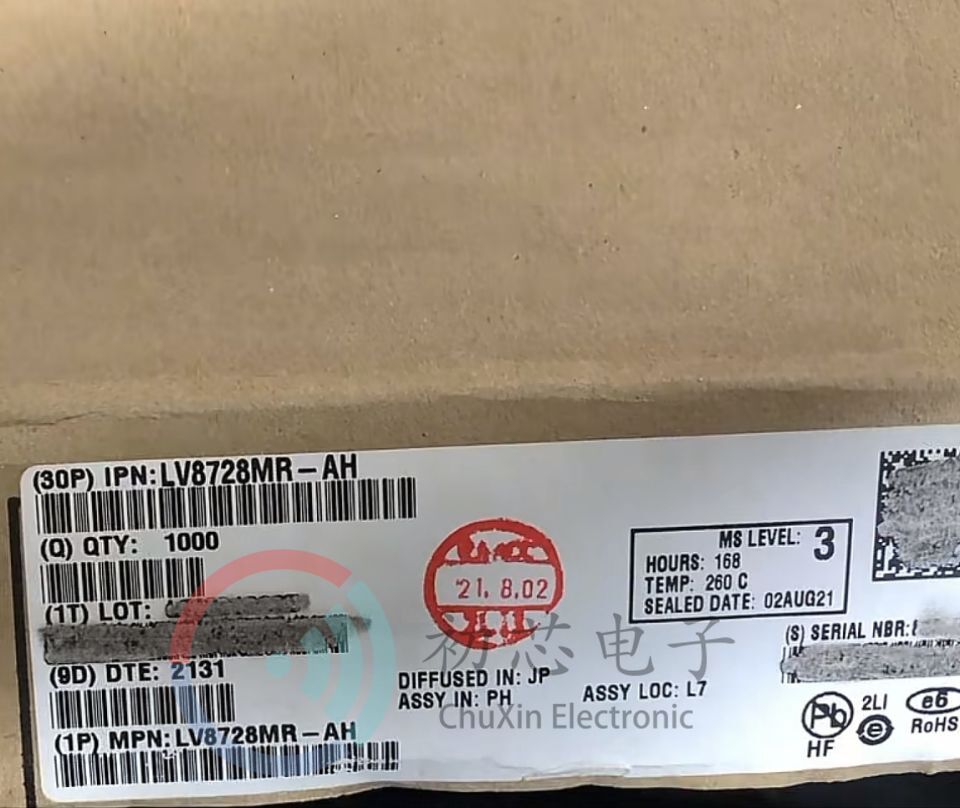 (30P) IPN: LV8728MR-AH
(Q) QTY: 1000
(1T) LOT:
(9D) DTE: 2131
(1P) MPN: LV8728MR-AH
'21. 8.02
MS LEVEL: 3
HOURS: 168
TEMP: 260 C
SEALED DATE: 02AUG21
(S) SERIAL NBR:
DIFFUSED IN: JP
ASSY IN: PH
ASSY LOC: L7
Pb
HF
2LI
e
e6
RoHS
初芯电子
ChuXin Electronic